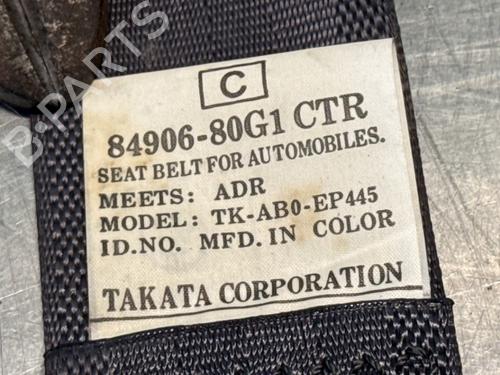 C
84906-80G1 CTR
SEAT BELT FOR AUTOMOBILES.
MEETS: ADR
MODEL: TK-AB0-EP445
ID.NO. MFD. IN COLOR
TAKATA CORPORATION
B-PARTS